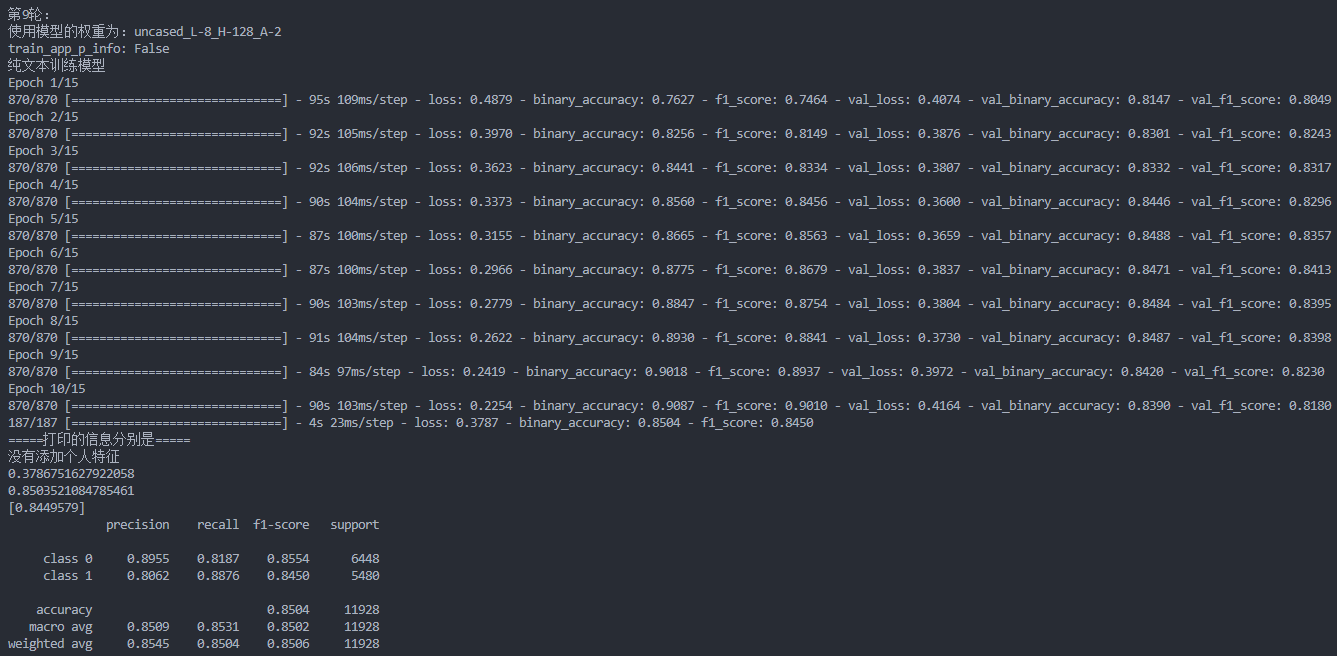 第9轮:
使用模型的权重为: uncased_L-8_H-128_A-2
train_app_p_info: False
纯文本训练模型
Epoch 1/15
870/870 [==============================] - 95s 109ms/step - loss: 0.4879 - binary_accuracy: 0.7627 - f1_score: 0.7464 - val_loss: 0.4074 - val_binary_accuracy: 0.8147 - val_f1_score: 0.8049
Epoch 2/15
870/870 [==============================] - 92s 105ms/step - loss: 0.3970 - binary_accuracy: 0.8256 - f1_score: 0.8149 - val_loss: 0.3876 - val_binary_accuracy: 0.8301 - val_f1_score: 0.8243
Epoch 3/15
870/870 [==============================] - 92s 106ms/step - loss: 0.3623 - binary_accuracy: 0.8441 - f1_score: 0.8334 - val_loss: 0.3807 - val_binary_accuracy: 0.8332 - val_f1_score: 0.8317
Epoch 4/15
870/870 [==============================] - 90s 104ms/step - loss: 0.3373 - binary_accuracy: 0.8560 - f1_score: 0.8456 - val_loss: 0.3600 - val_binary_accuracy: 0.8446 - val_f1_score: 0.8296
Epoch 5/15
870/870 [==============================] - 87s 100ms/step - loss: 0.3155 - binary_accuracy: 0.8665 - f1_score: 0.8563 - val_loss: 0.3659 - val_binary_accuracy: 0.8488 - val_f1_score: 0.8357
Epoch 6/15
870/870 [==============================] - 87s 100ms/step - loss: 0.2966 - binary_accuracy: 0.8775 - f1_score: 0.8679 - val_loss: 0.3837 - val_binary_accuracy: 0.8471 - val_f1_score: 0.8413
Epoch 7/15
870/870 [==============================] - 90s 103ms/step - loss: 0.2779 - binary_accuracy: 0.8847 - f1_score: 0.8754 - val_loss: 0.3804 - val_binary_accuracy: 0.8484 - val_f1_score: 0.8395
Epoch 8/15
870/870 [==============================] - 91s 104ms/step - loss: 0.2622 - binary_accuracy: 0.8930 - f1_score: 0.8841 - val_loss: 0.3730 - val_binary_accuracy: 0.8487 - val_f1_score: 0.8398
Epoch 9/15
870/870 [==============================] - 84s 97ms/step - loss: 0.2419 - binary_accuracy: 0.9018 - f1_score: 0.8937 - val_loss: 0.3972 - val_binary_accuracy: 0.8420 - val_f1_score: 0.8230
Epoch 10/15
870/870 [==============================] - 90s 103ms/step - loss: 0.2254 - binary_accuracy: 0.9087 - f1_score: 0.9010 - val_loss: 0.4164 - val_binary_accuracy: 0.8390 - val_f1_score: 0.8180
187/187 [==============================] - 4s 23ms/step - loss: 0.3787 - binary_accuracy: 0.8504 - f1_score: 0.8450
=====打印的信息分别是=====
没有添加个人特征
0.3786751627922058
0.8503521084785461
[0.8449579]
precision recall f1-score support
class 0 0.8955 0.8187 0.8554 6448
class 1 0.8062 0.8876 0.8450 5480
accuracy 0.8504 11928
macro avg 0.8509 0.8531 0.8502 11928
weighted avg 0.8545 0.8504 0.8506 11928